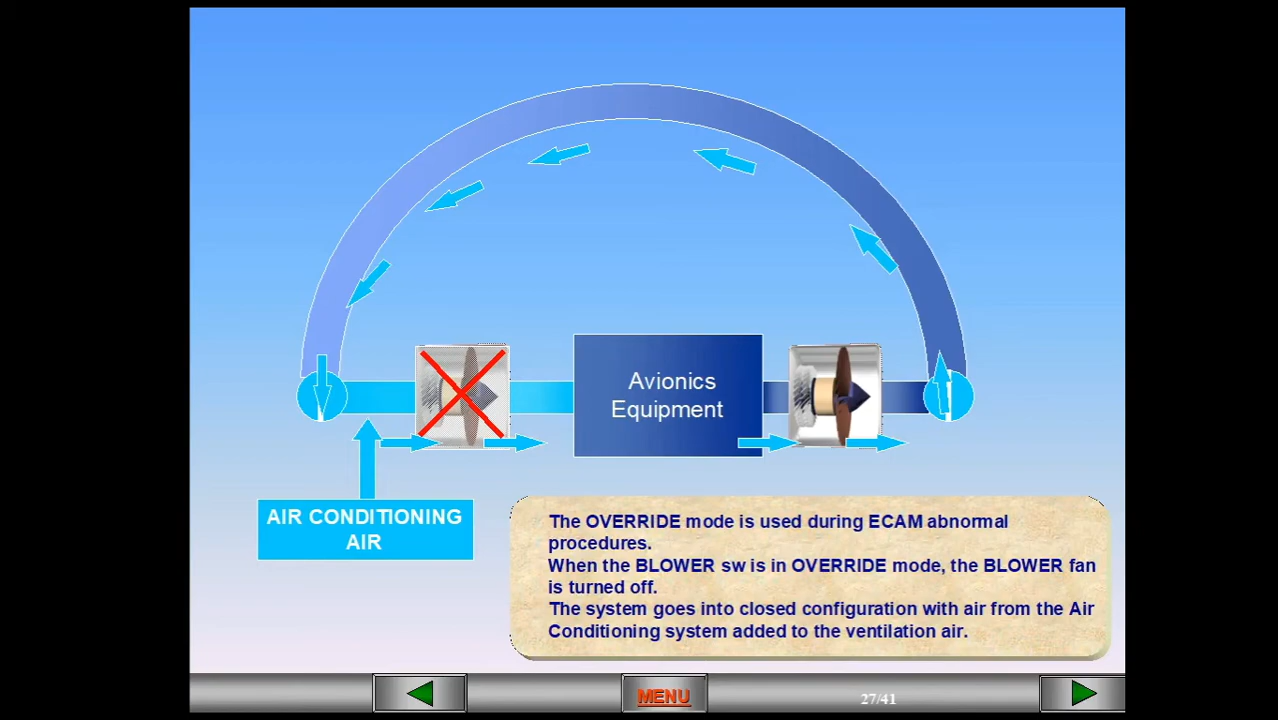 Avionics
Equipment
AIR CONDITIONING
AIR
The OVERRIDE mode is used during ECAM abnormal
procedures.
When the BLOWER sw is in OVERRIDE mode, the BLOWER fan
is turned off.
The system goes into closed configuration with air from the Air
Conditioning system added to the ventilation air.
MENU
27/41